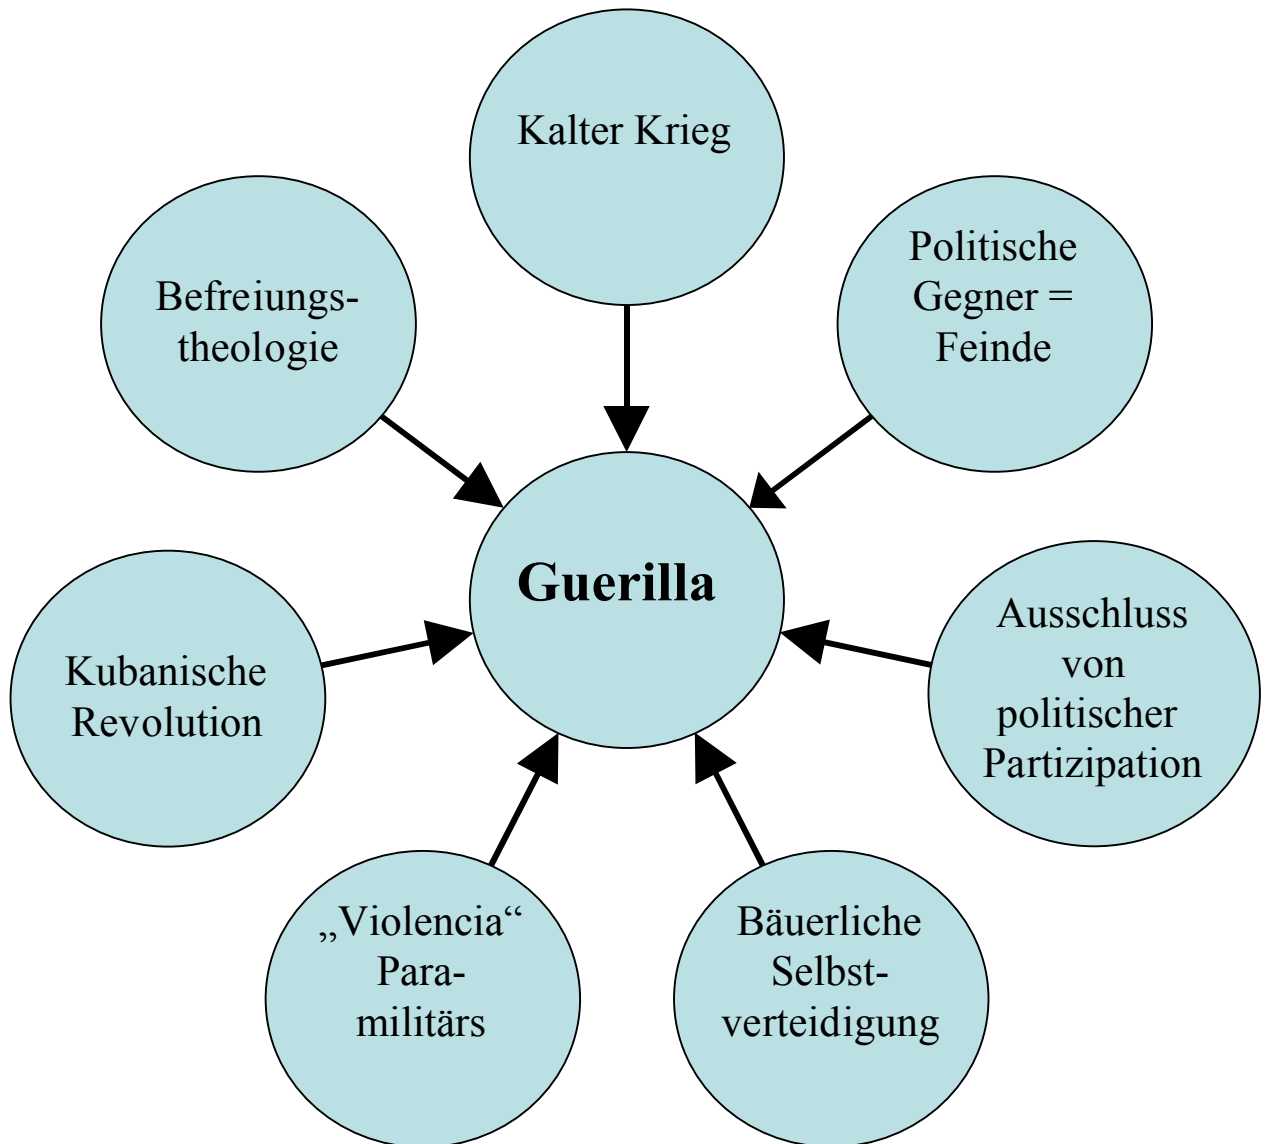 Kalter Krieg
Politische
Gegner =
Feinde
Befreiungs-
theologie
Guerilla
Ausschluss
von
politischer
Partizipation
Kubanische
Revolution
„Violencia“
Para-
militärs
Bäuerliche
Selbst-
verteidigung